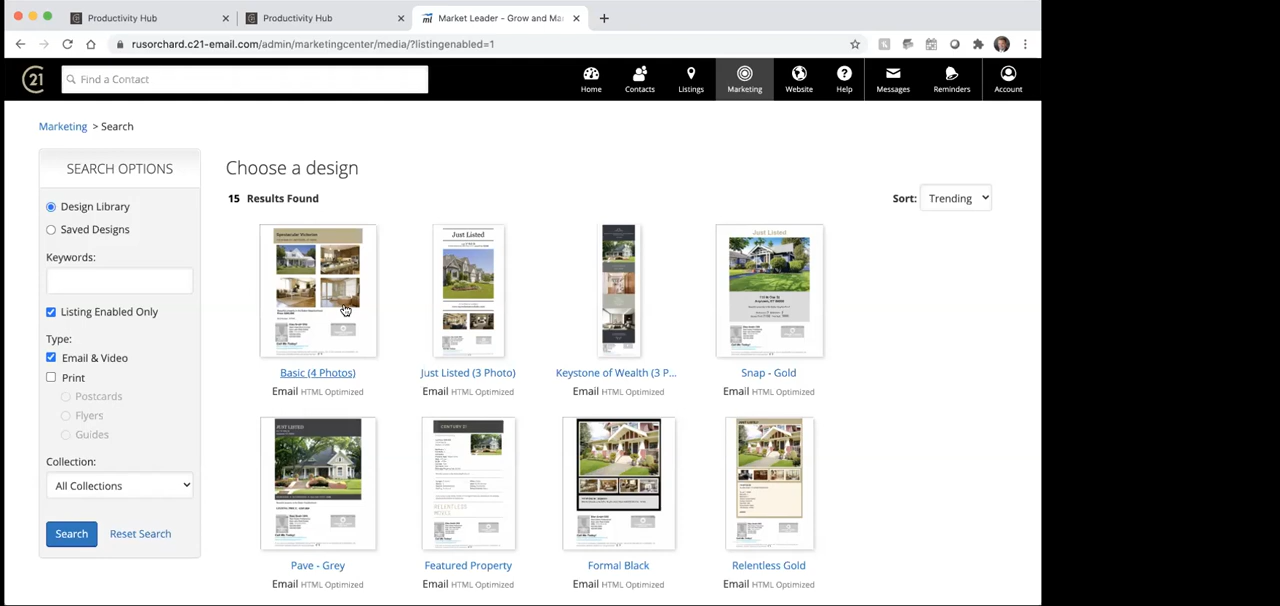 Productivity Hub
Productivity Hub
Market Leader - Grow and Mar
rusorchard.c21-email.com/admin/marketingcenter/media/?listingenabled=1
21
Find a Contact
Home
Contacts
Listings
Marketing
Website
Help
Messages
Reminders
Account
Marketing > Search
SEARCH OPTIONS
Design Library
Saved Designs
Keywords:
Listing Enabled Only
Type:
Email & Video
Print
Postcards
Flyers
Guides
Collection:
All Collections
Search
Reset Search
Choose a design
15 Results Found
Sort:
Trending
Just Listed
Just Listed
Basic (4 Photos)
Email HTML Optimized
Just Listed (3 Photo)
Email HTML Optimized
Keystone of Wealth (3 P...
Email HTML Optimized
Snap - Gold
Email HTML Optimized
JUST LISTED
CENTURY 21
RELENTLESS
MOVES
Pave - Grey
Email HTML Optimized
Featured Property
Email HTML Optimized
Formal Black
Email HTML Optimized
Relentless Gold
Email HTML Optimized